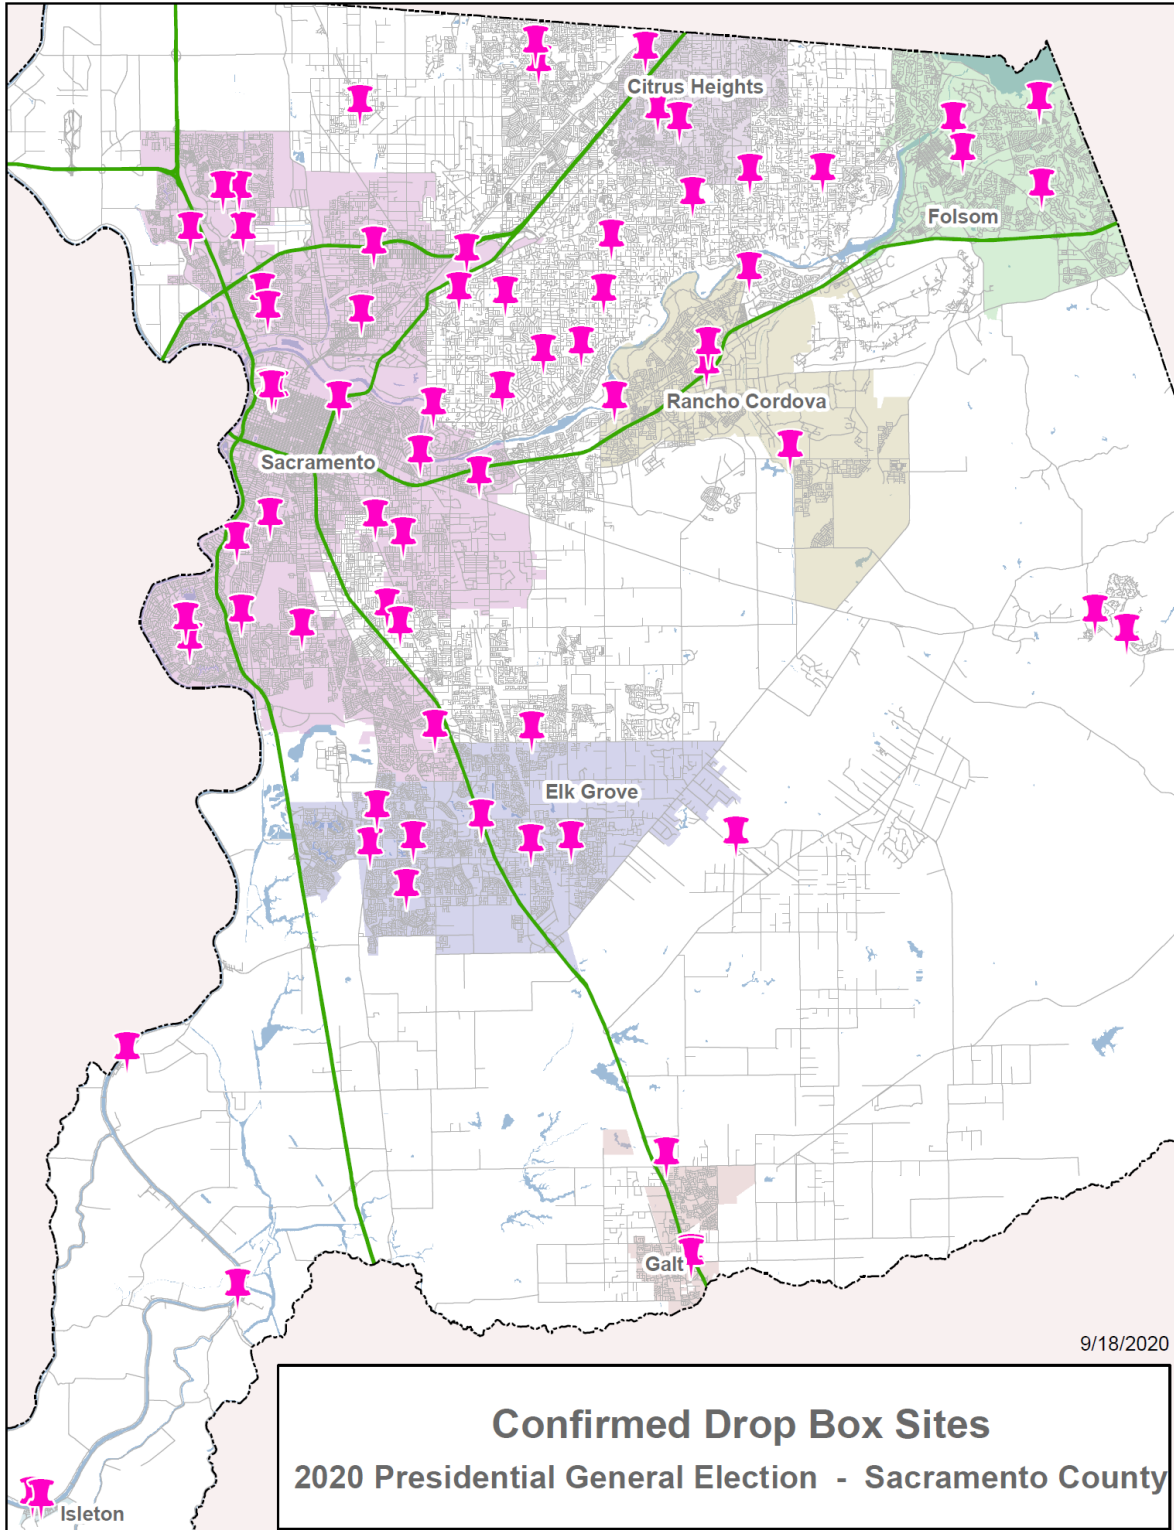 Citrus Heights
Folsom
Rancho Cordova
Sacramento
Elk Grove
Galt
9/18/2020
Confirmed Drop Box Sites
2020 Presidential General Election - Sacramento County
Isleton